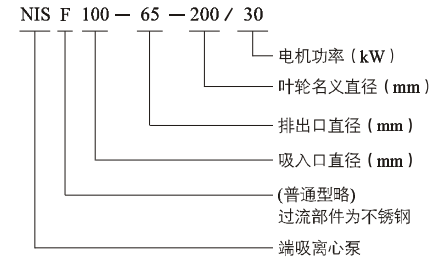 NIS F 100 — 65 — 200 / 30
电机功率（kW）
叶轮名义直径（mm）
排出口直径（mm）
吸入口直径（mm）
(普通型略)
过流部件为不锈钢
端吸离心泵